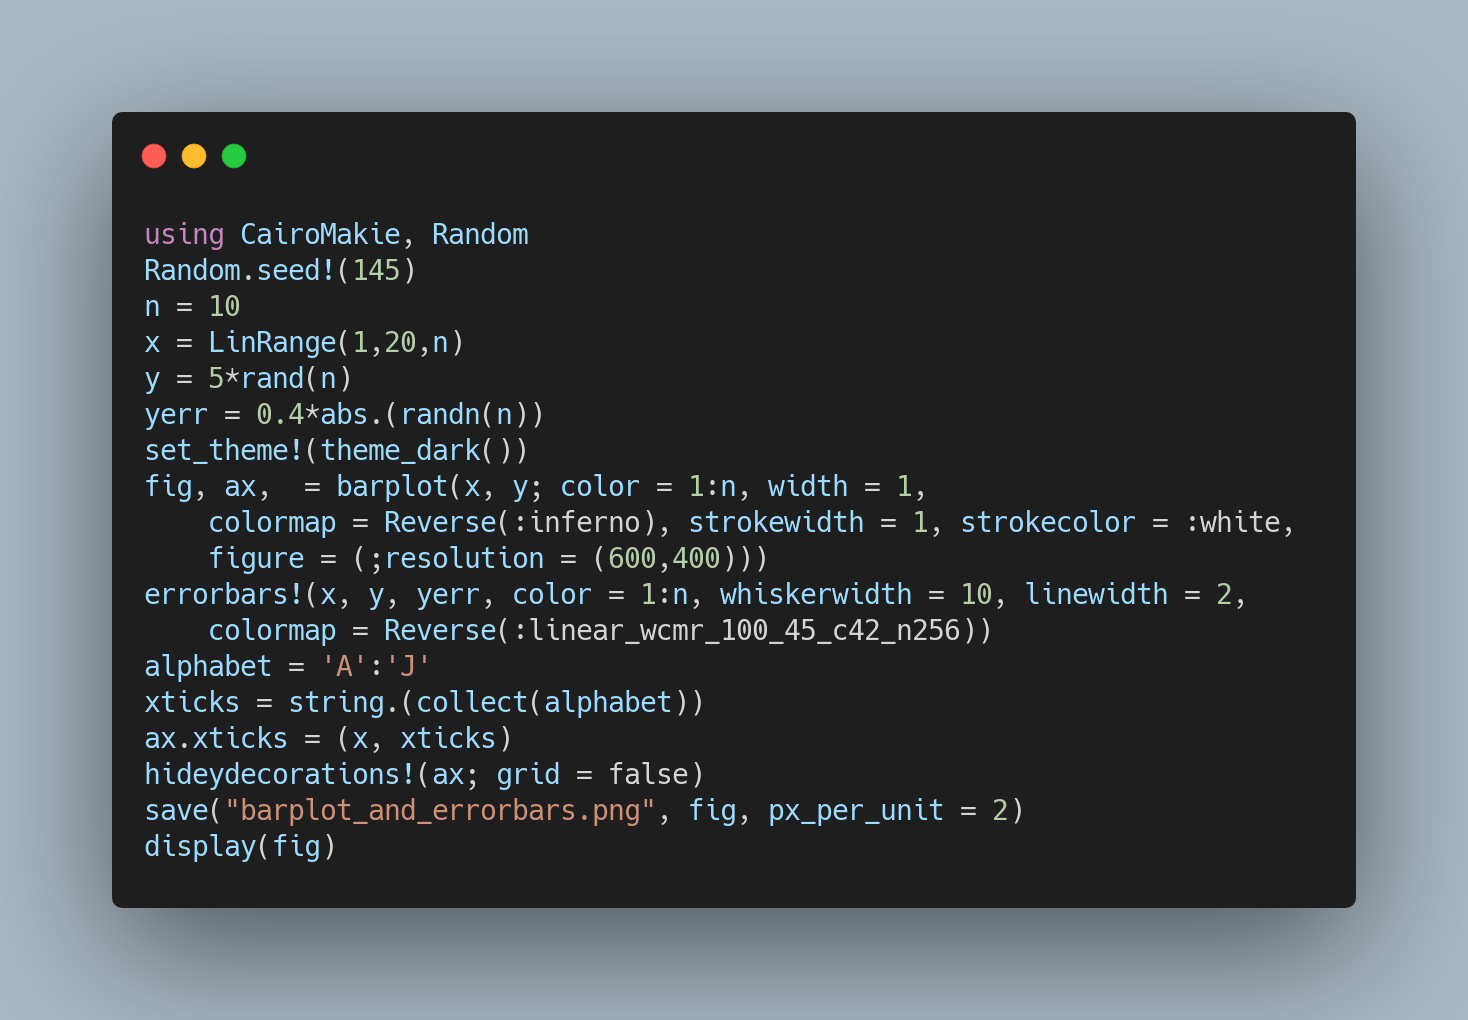 using CairoMakie, Random
Random.seed!(145)
n = 10
x = LinRange(1,20,n)
y = 5*rand(n)
yerr = 0.4*abs.(randn(n))
set_theme!(theme_dark())
fig, ax,  = barplot(x, y; color = 1:n, width = 1,
    colormap = Reverse(:inferno), strokewidth = 1, strokecolor = :white,
    figure = (;resolution = (600,400)))
errorbars!(x, y, yerr, color = 1:n, whiskerwidth = 10, linewidth = 2,
    colormap = Reverse(:linear_wcmr_100_45_c42_n256))
alphabet = 'A':'J'
xticks = string.(collect(alphabet))
ax.xticks = (x, xticks)
hideydecorations!(ax; grid = false)
save("barplot_and_errorbars.png", fig, px_per_unit = 2)
display(fig)